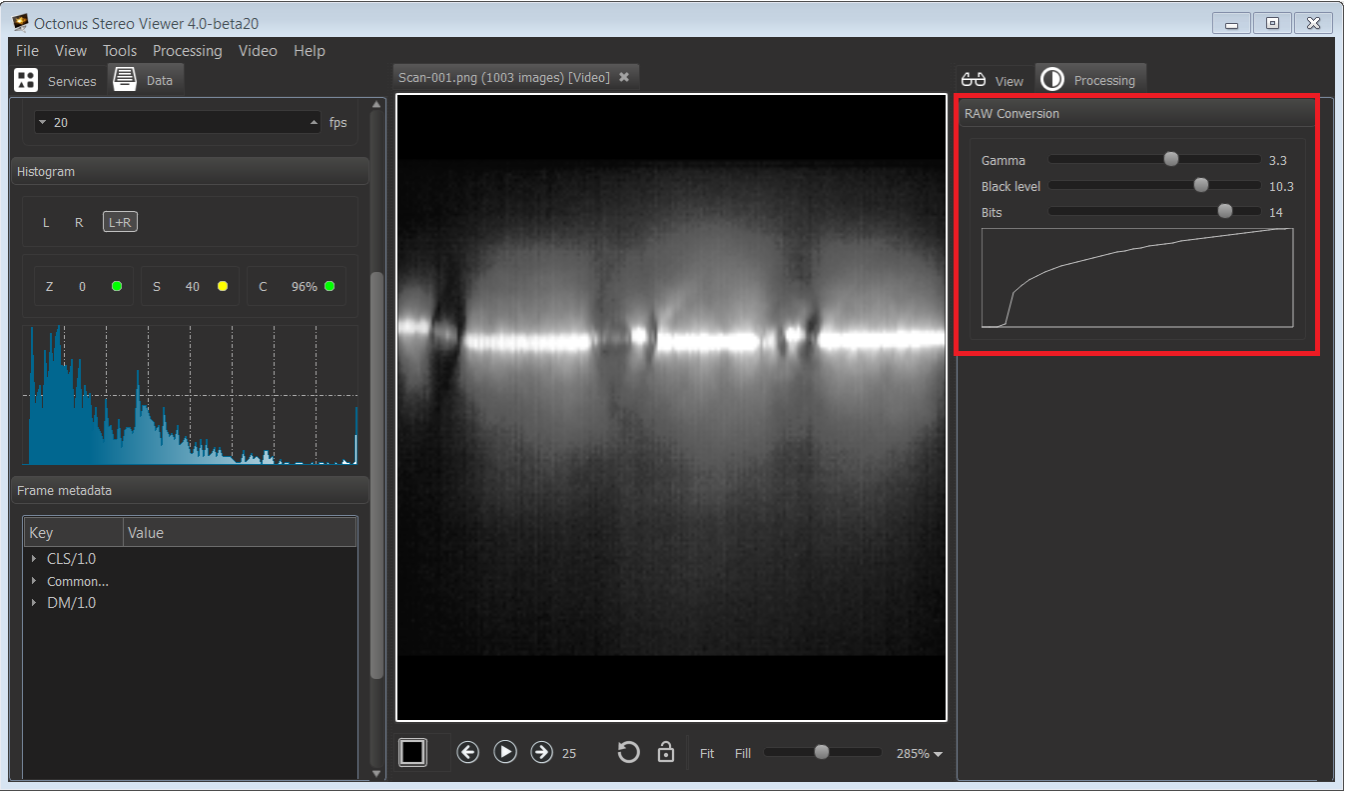 Octonus Stereo Viewer 4.0-beta20
File View Tools Processing Video Help
Services Data
20 fps
Histogram
L R L+R
Z 0 S 40 C 96%
Frame metadata
Key Value
CLS/1.0
Common...
DM/1.0
Scan-001.png (1003 images) [Video]
25 Fit Fill 285%
View Processing
RAW Conversion
Gamma 3.3
Black level 10.3
Bits 14